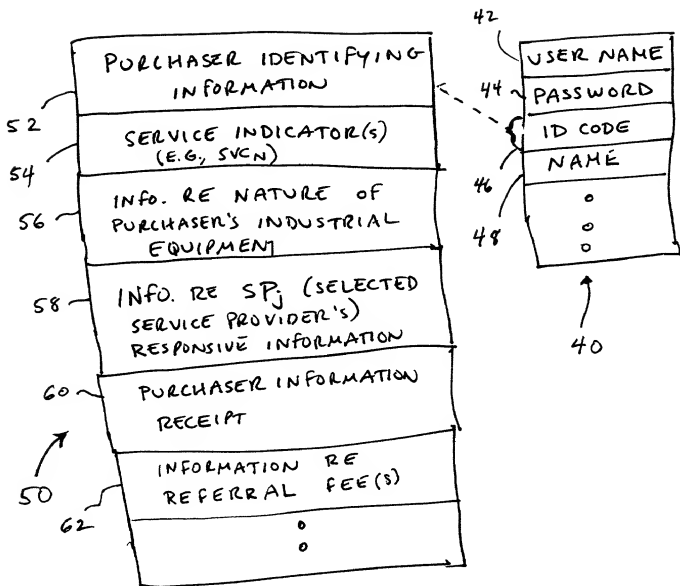 PURCHASER IDENTIFYING
INFORMATION
52
SERVICE INDICATOR(S)
(E.G., SVCN)
54
INFO. RE NATURE OF
PURCHASER'S INDUSTRIAL
EQUIPMENT
56
INFO. RE SPj (SELECTED
SERVICE PROVIDER'S)
RESPONSIVE INFORMATION
58
PURCHASER INFORMATION
RECEIPT
60
50
INFORMATION RE
REFERRAL FEE(S)
62
42
USER NAME
44
PASSWORD
ID CODE
46
NAME
48
40